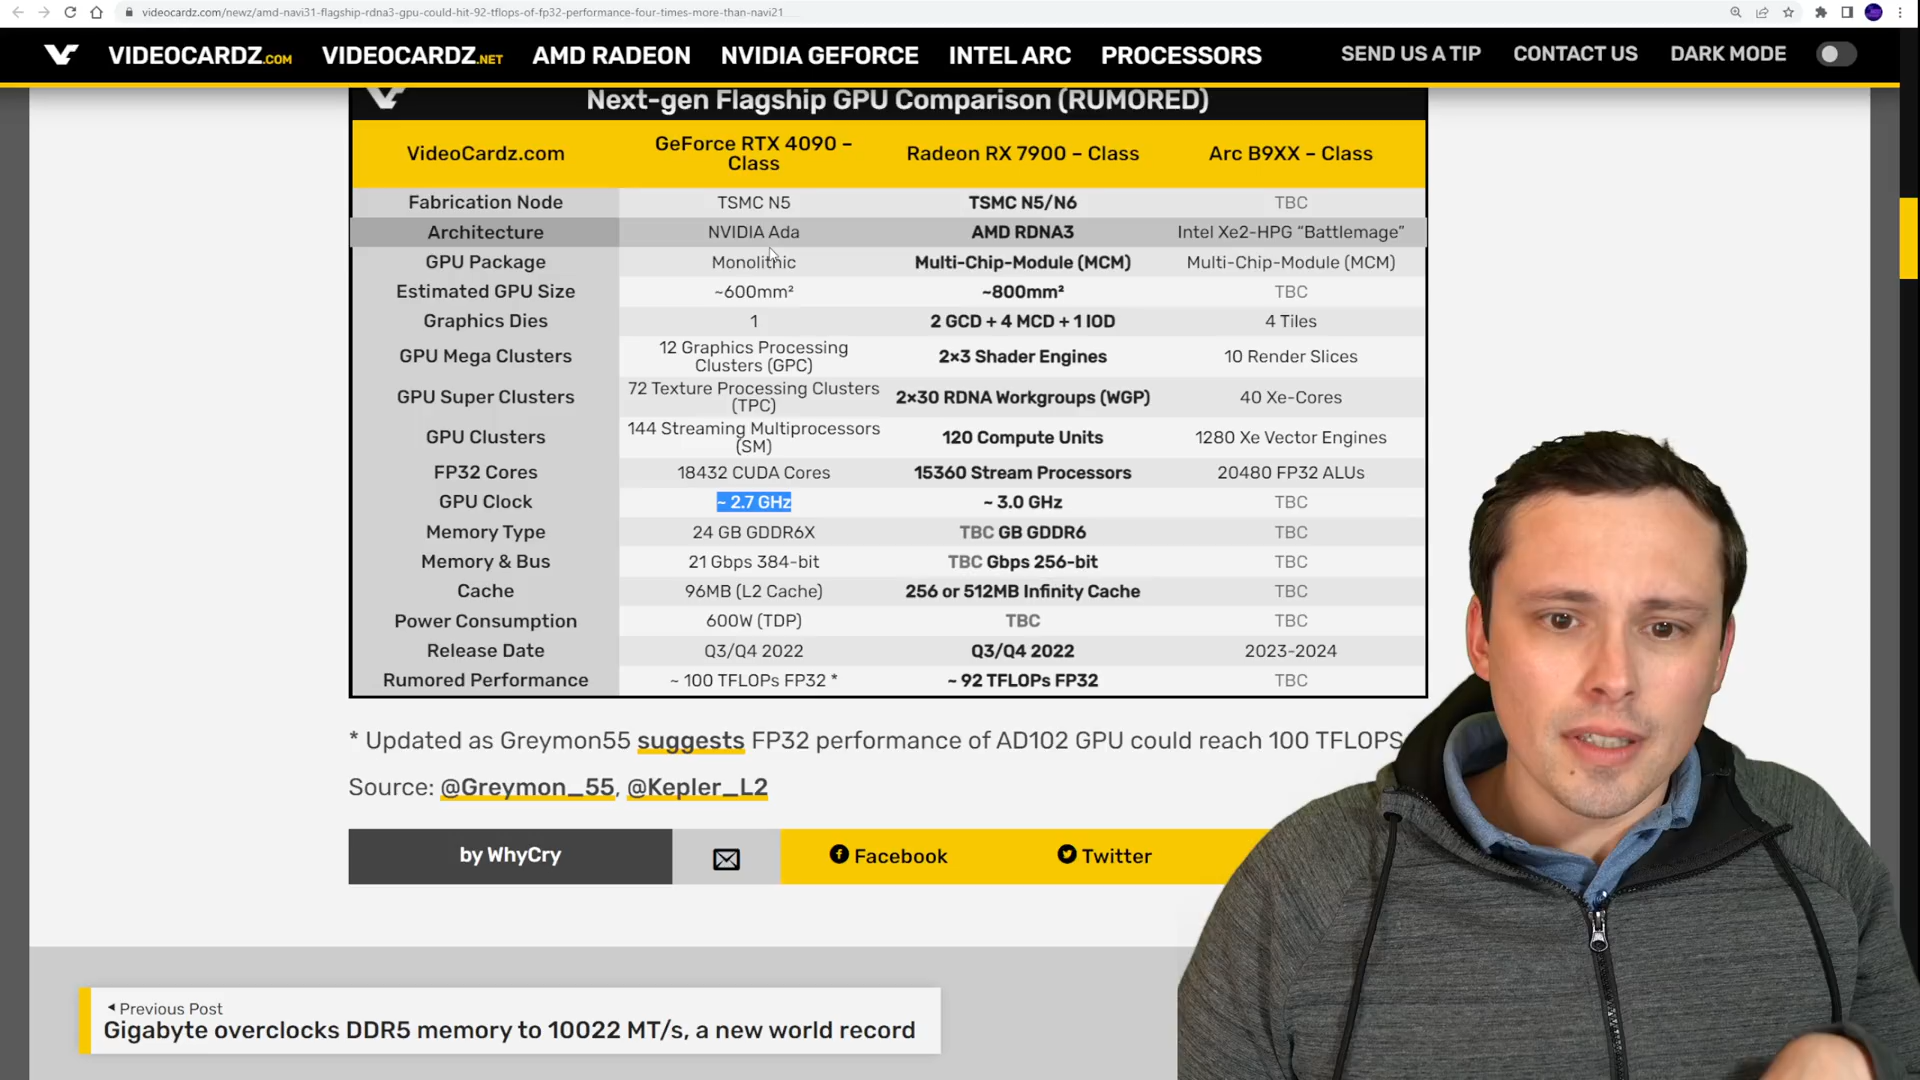 videocardz.com/newz/amd-navi31-flagship-rdna3-gpu-could-hit-92-tflops-of-fp32-performance-four-times-more-than-navi21
VIDEOCARDZ.COM VIDEOCARDZ.NET AMD RADEON NVIDIA GEFORCE INTEL ARC PROCESSORS SEND US A TIP CONTACT US DARK MODE
Next-gen Flagship GPU Comparison (RUMORED)
VideoCardz.com GeForce RTX 4090 – Class Radeon RX 7900 – Class Arc B9XX – Class
Fabrication Node TSMC N5 TSMC N5/N6 TBC
Architecture NVIDIA Ada AMD RDNA3 Intel Xe2-HPG “Battlemage”
GPU Package Monolithic Multi-Chip-Module (MCM) Multi-Chip-Module (MCM)
Estimated GPU Size ~600mm² ~800mm² TBC
Graphics Dies 1 2 GCD + 4 MCD + 1 IOD 4 Tiles
GPU Mega Clusters 12 Graphics Processing Clusters (GPC) 2×3 Shader Engines 10 Render Slices
GPU Super Clusters 72 Texture Processing Clusters (TPC) 2×30 RDNA Workgroups (WGP) 40 Xe-Cores
GPU Clusters 144 Streaming Multiprocessors (SM) 120 Compute Units 1280 Xe Vector Engines
FP32 Cores 18432 CUDA Cores 15360 Stream Processors 20480 FP32 ALUs
GPU Clock ~ 2.7 GHz ~ 3.0 GHz TBC
Memory Type 24 GB GDDR6X TBC GB GDDR6 TBC
Memory & Bus 21 Gbps 384-bit TBC Gbps 256-bit TBC
Cache 96MB (L2 Cache) 256 or 512MB Infinity Cache TBC
Power Consumption 600W (TDP) TBC TBC
Release Date Q3/Q4 2022 Q3/Q4 2022 2023-2024
Rumored Performance ~ 100 TFLOPs FP32 * ~ 92 TFLOPs FP32 TBC
* Updated as Greymon55 suggests FP32 performance of AD102 GPU could reach 100 TFLOPS
Source: @Greymon_55, @Kepler_L2
by WhyCry Facebook Twitter
Previous Post
Gigabyte overclocks DDR5 memory to 10022 MT/s, a new world record